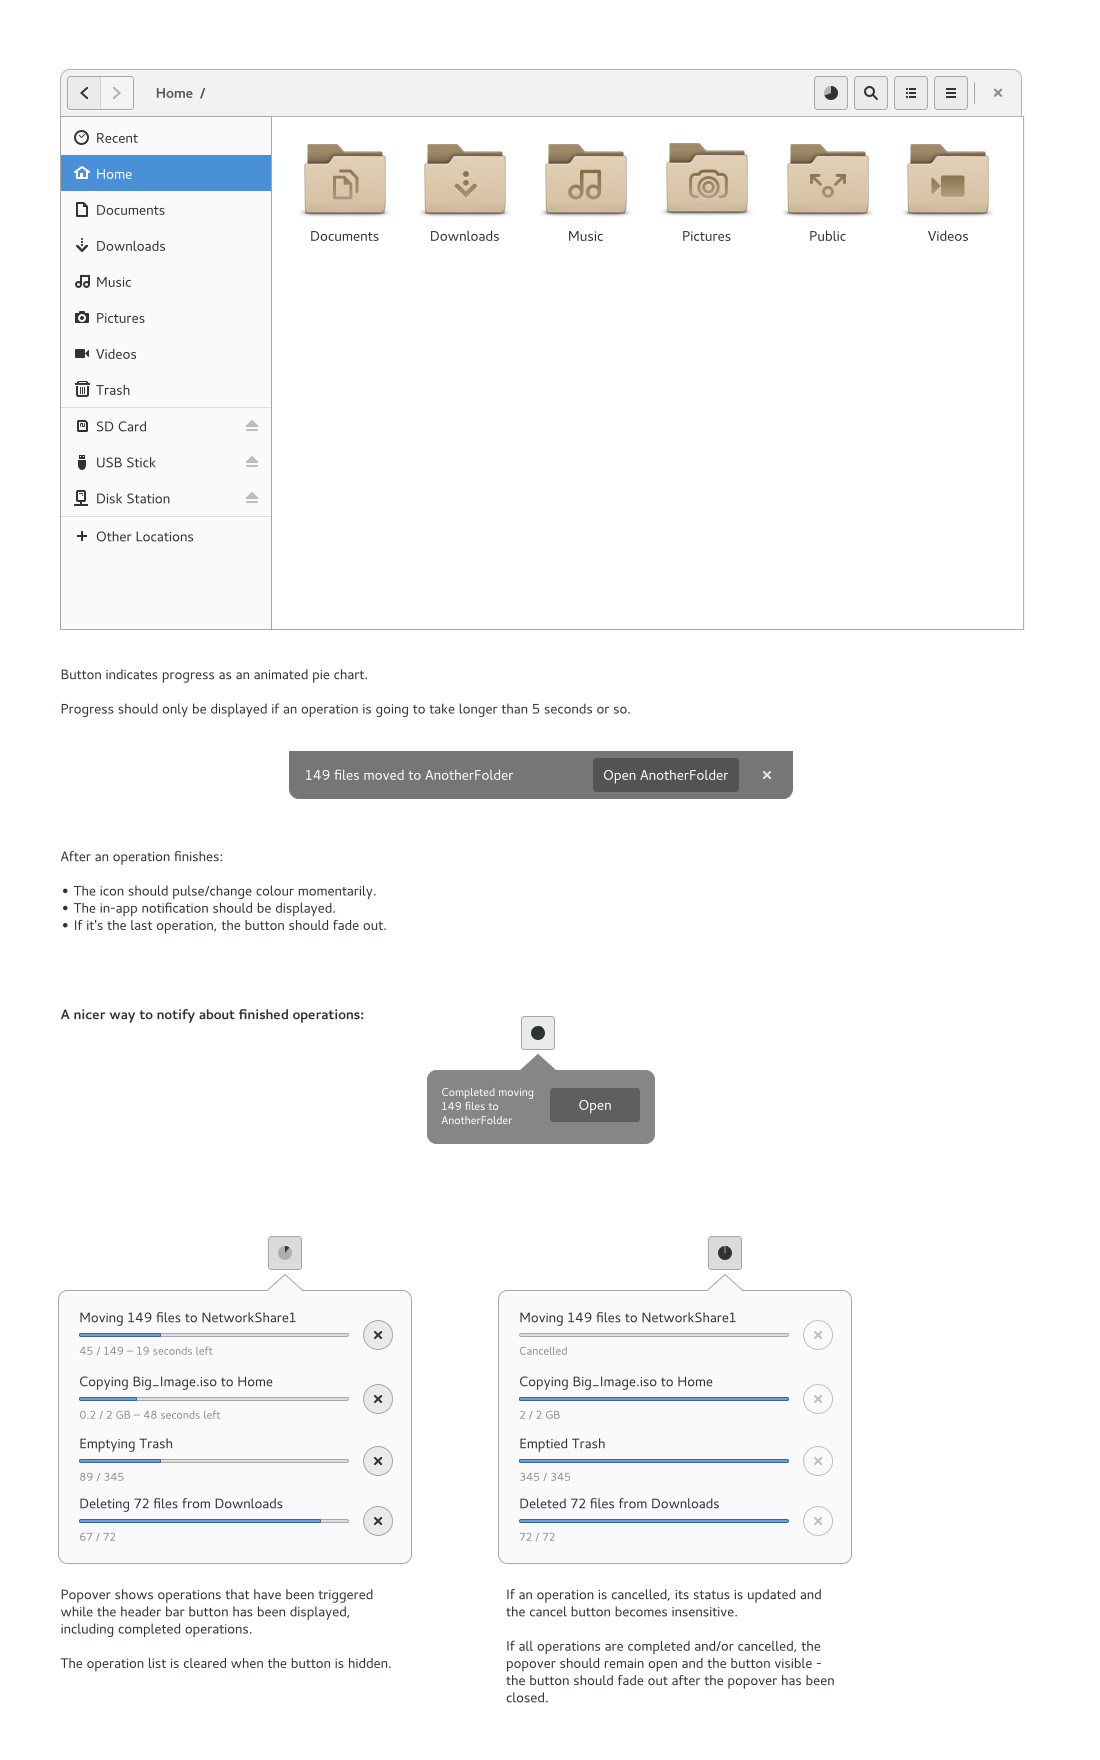 Home /
Recent
Home
Documents
Downloads
Music
Pictures
Videos
Trash
SD Card
USB Stick
Disk Station
Other Locations
Documents
Downloads
Music
Pictures
Public
Videos
Button indicates progress as an animated pie chart.
Progress should only be displayed if an operation is going to take longer than 5 seconds or so.
149 files moved to AnotherFolder
Open AnotherFolder
After an operation finishes:
• The icon should pulse/change colour momentarily.
• The in-app notification should be displayed.
• If it's the last operation, the button should fade out.
A nicer way to notify about finished operations:
Completed moving
149 files to
AnotherFolder
Open
Moving 149 files to NetworkShare1
45 / 149 – 19 seconds left
Copying Big_Image.iso to Home
0.2 / 2 GB – 48 seconds left
Emptying Trash
89 / 345
Deleting 72 files from Downloads
67 / 72
Popover shows operations that have been triggered
while the header bar button has been displayed,
including completed operations.
The operation list is cleared when the button is hidden.
Moving 149 files to NetworkShare1
Cancelled
Copying Big_Image.iso to Home
2 / 2 GB
Emptied Trash
345 / 345
Deleted 72 files from Downloads
72 / 72
If an operation is cancelled, its status is updated and
the cancel button becomes insensitive.
If all operations are completed and/or cancelled, the
popover should remain open and the button visible -
the button should fade out after the popover has been
closed.